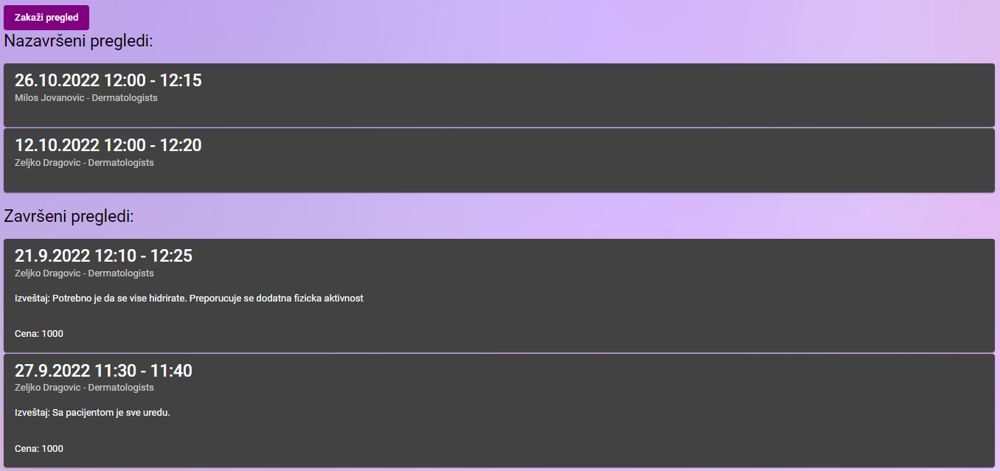 Zakaži pregled
Nazavršeni pregledi:
26.10.2022 12:00 - 12:15
Milos Jovanovic - Dermatologists
12.10.2022 12:00 - 12:20
Zeljko Dragovic - Dermatologists
Završeni pregledi:
21.9.2022 12:10 - 12:25
Zeljko Dragovic - Dermatologists
Izveštaj: Potrebno je da se vise hidrirate. Preporucuje se dodatna fizicka aktivnost
Cena: 1000
27.9.2022 11:30 - 11:40
Zeljko Dragovic - Dermatologists
Izveštaj: Sa pacijentom je sve uredu.
Cena: 1000